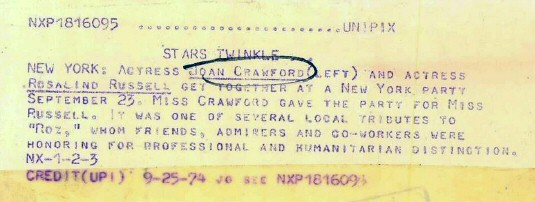 NXP1816095 ........................UNIPIX
STARS TWINKLE
NEW YORK: ACTRESS JOAN CRAWFORD(LEFT) AND ACTRESS
ROSALIND RUSSELL GET TOGETHER AT A NEW YORK PARTY
SEPTEMBER 23. MISS CRAWFORD GAVE THE PARTY FOR MISS
RUSSELL. IT WAS ONE OF SEVERAL LOCAL TRIBUTES TO
"ROZ," WHOM FRIENDS, ADMIRERS AND CO-WORKERS WERE
HONORING FOR PROFESSIONAL AND HUMANITARIAN DISTINCTION.
NX-1-2-3
CREDIT(UPI) 9-25-74 JO SEE NXP1816093